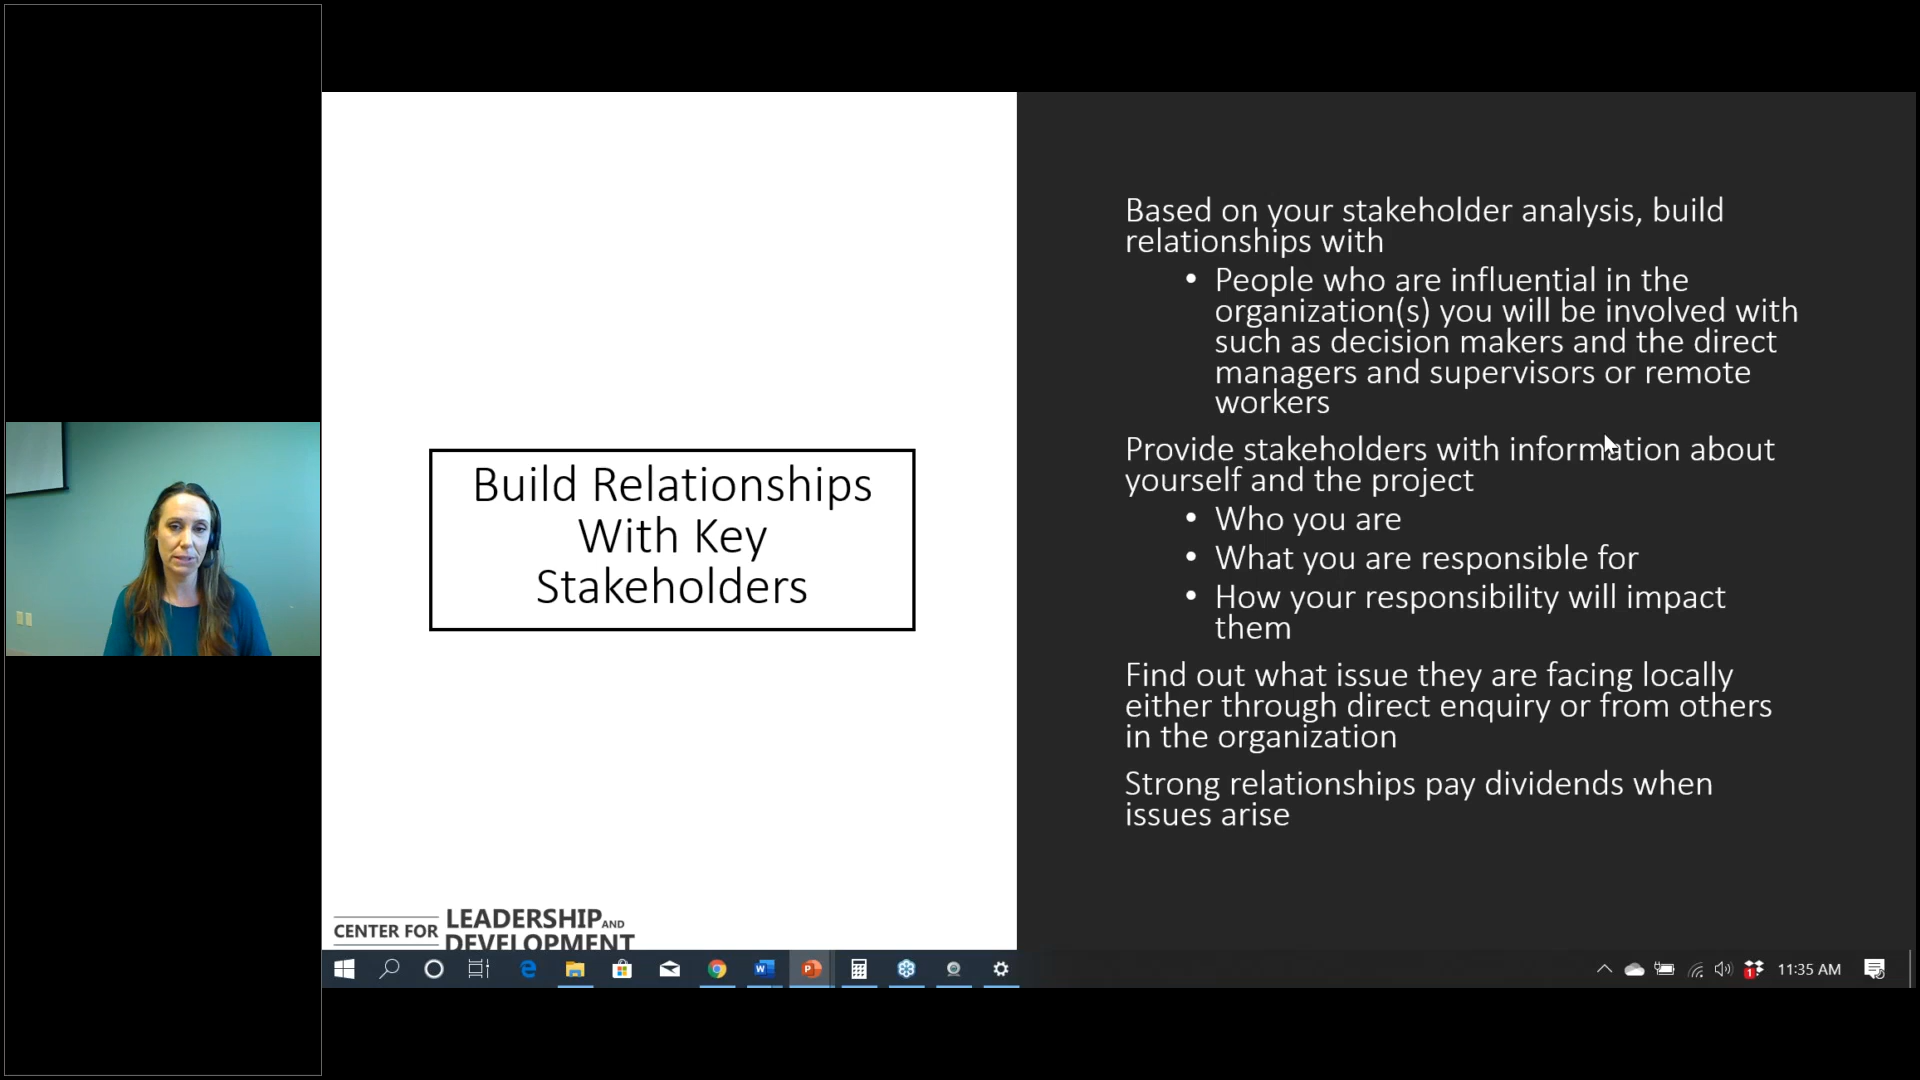 Build Relationships
With Key
Stakeholders
Based on your stakeholder analysis, build
relationships with
• People who are influential in the
organization(s) you will be involved with
such as decision makers and the direct
managers and supervisors or remote
workers
Provide stakeholders with information about
yourself and the project
• Who you are
• What you are responsible for
• How your responsibility will impact
them
Find out what issue they are facing locally
either through direct enquiry or from others
in the organization
Strong relationships pay dividends when
issues arise
CENTER FOR LEADERSHIP AND
DEVELOPMENT
11:35 AM